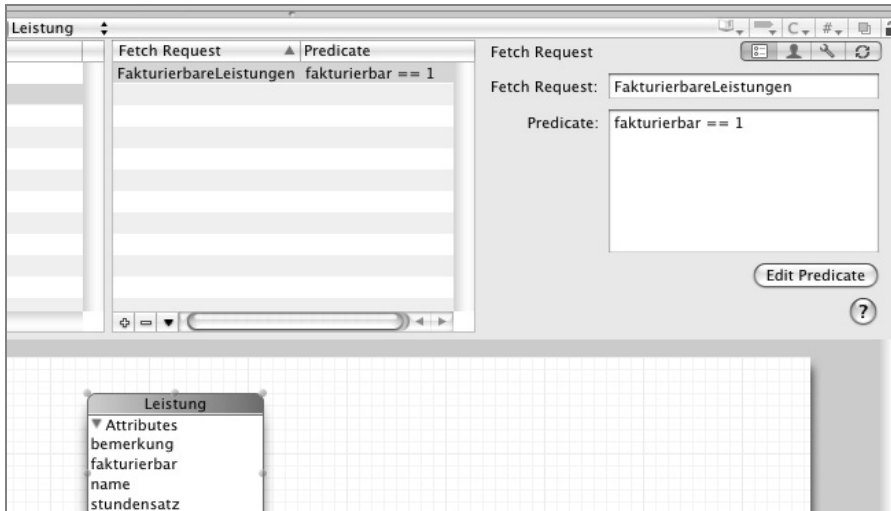 Leistung
C
#
Fetch Request Predicate
FakturierbareLeistungen fakturierbar == 1
Fetch Request
Fetch Request: FakturierbareLeistungen
Predicate: fakturierbar == 1
Edit Predicate
?
Leistung
Attributes
bemerkung
fakturierbar
name
stundensatz